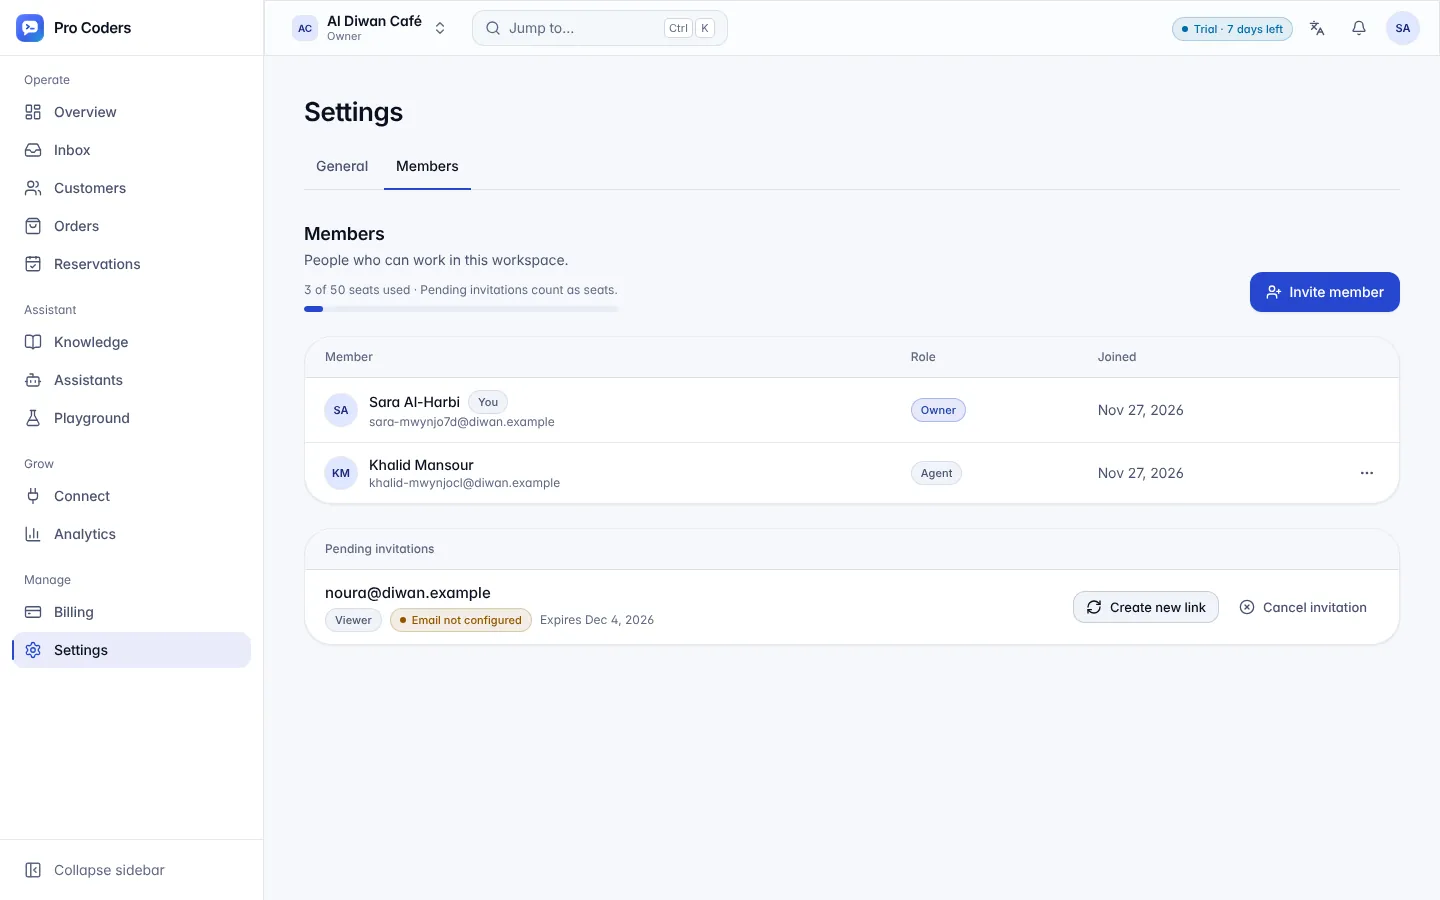 Pro Coders
AC
Al Diwan Café
Owner
Jump to...
Ctrl K
Trial · 7 days left
SA
Operate
Overview
Inbox
Customers
Orders
Reservations
Assistant
Knowledge
Assistants
Playground
Grow
Connect
Analytics
Manage
Billing
Settings
Collapse sidebar
Settings
General Members
Members
People who can work in this workspace.
3 of 50 seats used · Pending invitations count as seats.
Invite member
Member Role Joined
SA Sara Al-Harbi You Owner Nov 27, 2026
sara-mwynjo7d@diwan.example
KM Khalid Mansour Agent Nov 27, 2026
khalid-mwynjocl@diwan.example
Pending invitations
noura@diwan.example
Viewer Email not configured Expires Dec 4, 2026
Create new link Cancel invitation